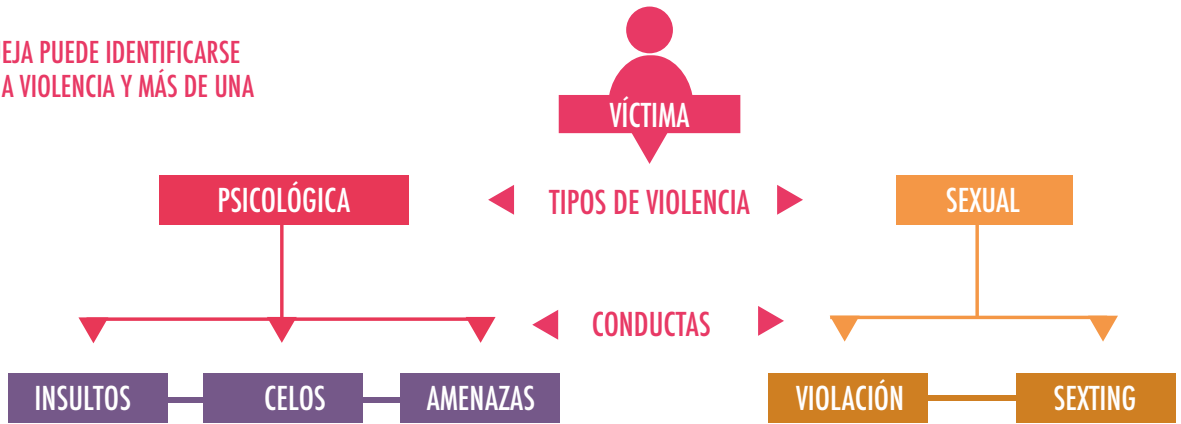 EJA PUEDE IDENTIFICARSE
A VIOLENCIA Y MÁS DE UNA
VÍCTIMA
PSICOLÓGICA
TIPOS DE VIOLENCIA
SEXUAL
CONDUCTAS
INSULTOS
CELOS
AMENAZAS
VIOLACIÓN
SEXTING